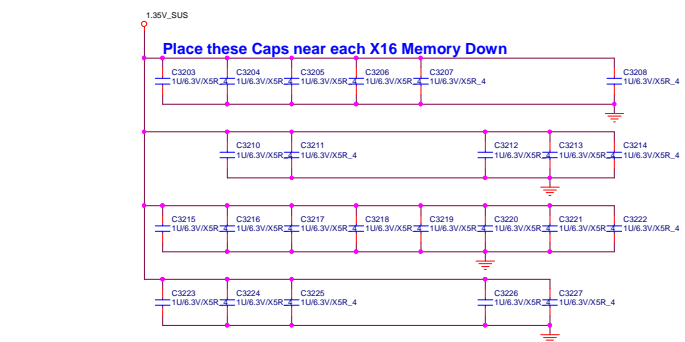 1.35V_SUS
Place these Caps near each X16 Memory Down
C3203 C3204 C3205 C3206 C3207 C3208
1U/6.3V/X5R_4 1U/6.3V/X5R_4 1U/6.3V/X5R_4 1U/6.3V/X5R_4 1U/6.3V/X5R_4 1U/6.3V/X5R_4
C3210 C3211 C3212 C3213 C3214
1U/6.3V/X5R_4 1U/6.3V/X5R_4 1U/6.3V/X5R_4 1U/6.3V/X5R_4 1U/6.3V/X5R_4
C3215 C3216 C3217 C3218 C3219 C3220 C3221 C3222
1U/6.3V/X5R_4 1U/6.3V/X5R_4 1U/6.3V/X5R_4 1U/6.3V/X5R_4 1U/6.3V/X5R_4 1U/6.3V/X5R_4 1U/6.3V/X5R_4 1U/6.3V/X5R_4
C3223 C3224 C3225 C3226 C3227
1U/6.3V/X5R_4 1U/6.3V/X5R_4 1U/6.3V/X5R_4 1U/6.3V/X5R_4 1U/6.3V/X5R_4